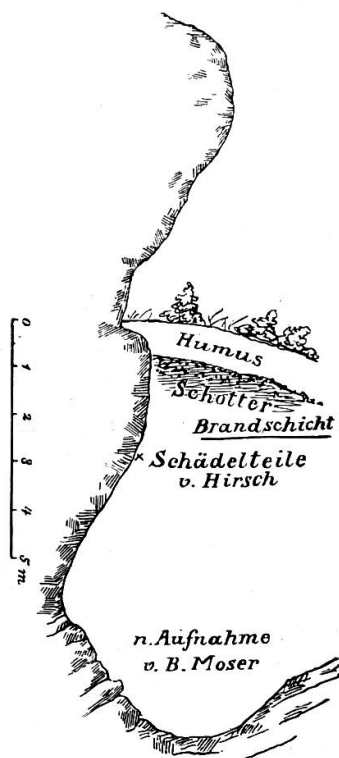 Humus
Schotter
Brandschicht
× Schädelteile
v. Hirsch
n. Aufnahme
v. B. Moser
0
1
2
3
4
5 m